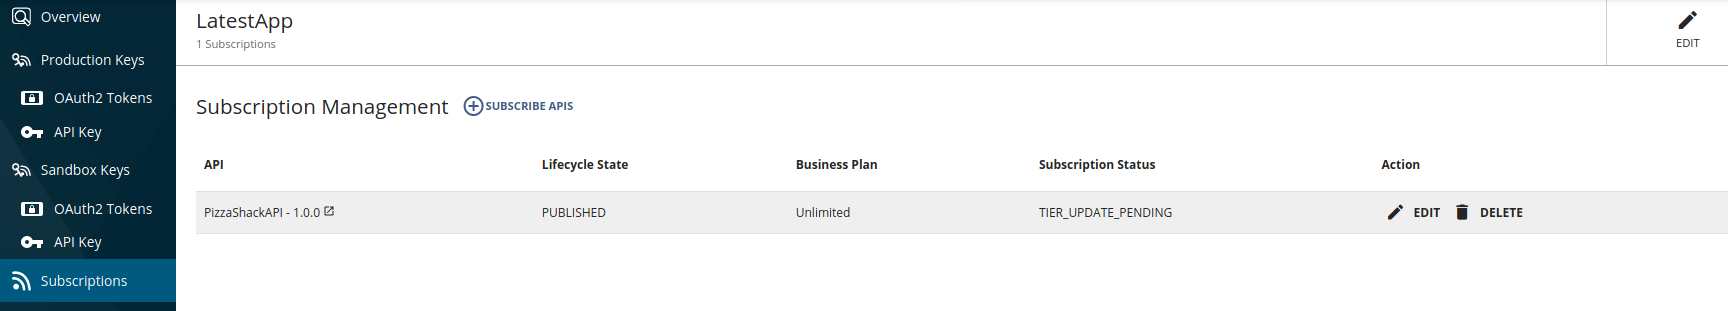 Overview
Production Keys
OAuth2 Tokens
API Key
Sandbox Keys
OAuth2 Tokens
API Key
Subscriptions
LatestApp
1 Subscriptions
EDIT
Subscription Management
SUBSCRIBE APIS
API Lifecycle State Business Plan Subscription Status Action
PizzaShackAPI - 1.0.0 PUBLISHED Unlimited TIER_UPDATE_PENDING EDIT DELETE